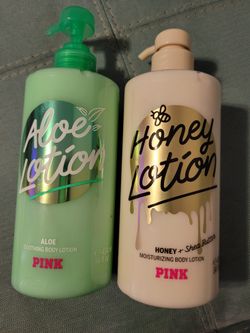 Aloe
Lotion
ALOE
SOOTHING BODY LOTION
PINK
Honey
Lotion
HONEY + Shea Butter
MOISTURIZING BODY LOTION
PINK